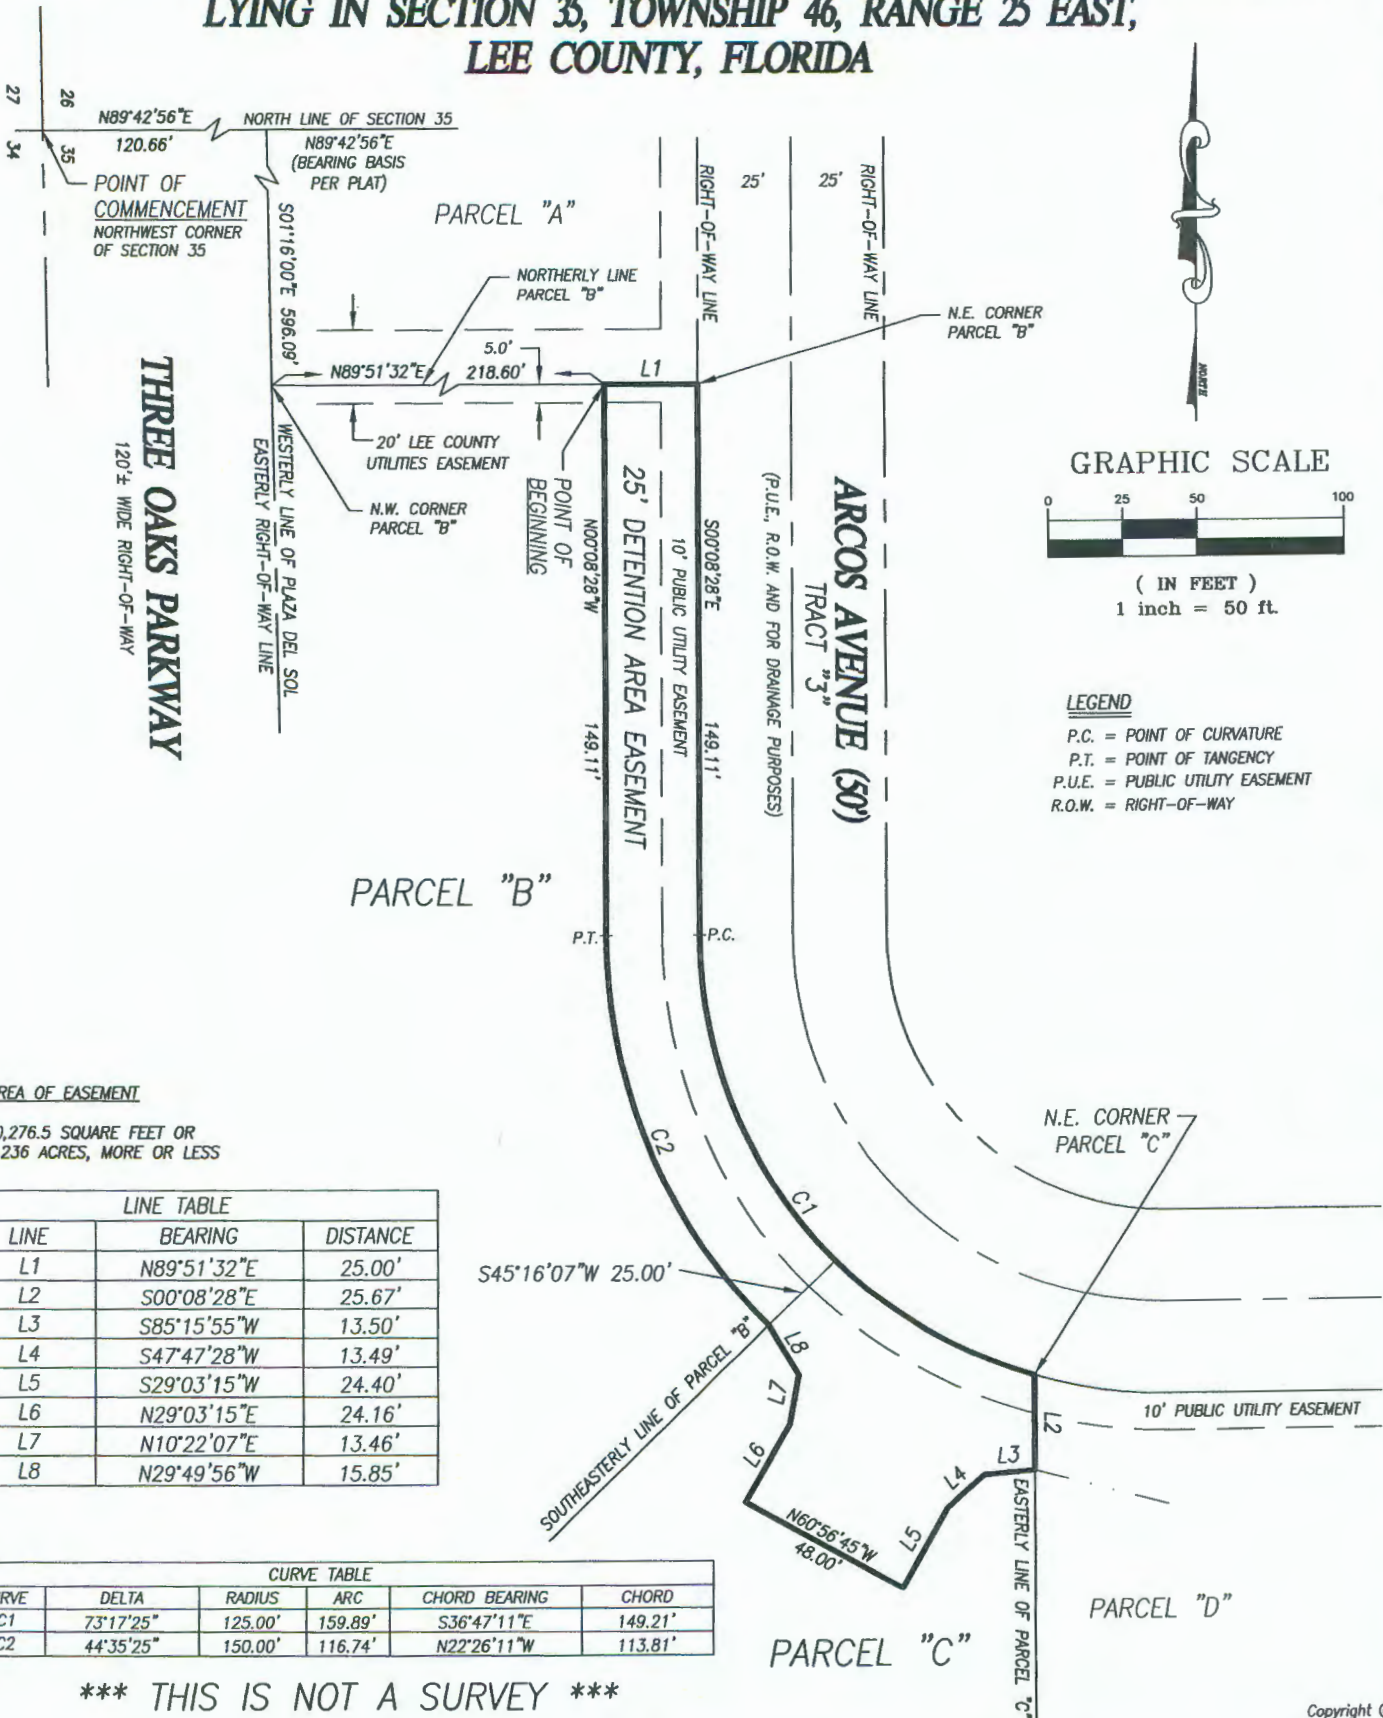 LYING IN SECTION 35, TOWNSHIP 46, RANGE 25 EAST,
LEE COUNTY, FLORIDA
27
26
34
35
N89°42'56"E
120.66'
NORTH LINE OF SECTION 35
N89°42'56"E
(BEARING BASIS
PER PLAT)
POINT OF
COMMENCEMENT
NORTHWEST CORNER
OF SECTION 35
S01°16'00"E 596.09'
PARCEL "A"
NORTHERLY LINE
PARCEL "B"
RIGHT-OF-WAY LINE
25'
25'
RIGHT-OF-WAY LINE
N.E. CORNER
PARCEL "B"
NORTH
5.0'
N89°51'32"E
218.60'
L1
20' LEE COUNTY
UTILITIES EASEMENT
N.W. CORNER
PARCEL "B"
POINT OF
BEGINNING
THREE OAKS PARKWAY
120'± WIDE RIGHT-OF-WAY
WESTERLY LINE OF PLAZA DEL SOL
EASTERLY RIGHT-OF-WAY LINE
N00°08'28"W
149.11'
25' DETENTION AREA EASEMENT
10' PUBLIC UTILITY EASEMENT
S00°08'28"E
149.11'
ARCOS AVENUE (50')
TRACT "3"
(P.U.E., R.O.W. AND FOR DRAINAGE PURPOSES)
GRAPHIC SCALE
0 25 50 100
( IN FEET )
1 inch = 50 ft.
LEGEND
P.C. = POINT OF CURVATURE
P.T. = POINT OF TANGENCY
P.U.E. = PUBLIC UTILITY EASEMENT
R.O.W. = RIGHT-OF-WAY
PARCEL "B"
P.T.
P.C.
REA OF EASEMENT
0,276.5 SQUARE FEET OR
236 ACRES, MORE OR LESS
C2
C1
N.E. CORNER
PARCEL "C"
LINE TABLE
LINE BEARING DISTANCE
L1 N89°51'32"E 25.00'
L2 S00°08'28"E 25.67'
L3 S85°15'55"W 13.50'
L4 S47°47'28"W 13.49'
L5 S29°03'15"W 24.40'
L6 N29°03'15"E 24.16'
L7 N10°22'07"E 13.46'
L8 N29°49'56"W 15.85'
S45°16'07"W 25.00'
SOUTHEASTERLY LINE OF PARCEL "B"
L8
L7
L6
N60°56'45"W
48.00'
L5
L4
L3
L2
10' PUBLIC UTILITY EASEMENT
EASTERLY LINE OF PARCEL "C"
CURVE TABLE
RVE DELTA RADIUS ARC CHORD BEARING CHORD
C1 73°17'25" 125.00' 159.89' S36°47'11"E 149.21'
C2 44°35'25" 150.00' 116.74' N22°26'11"W 113.81'
PARCEL "C"
PARCEL "D"
*** THIS IS NOT A SURVEY ***
Copyright